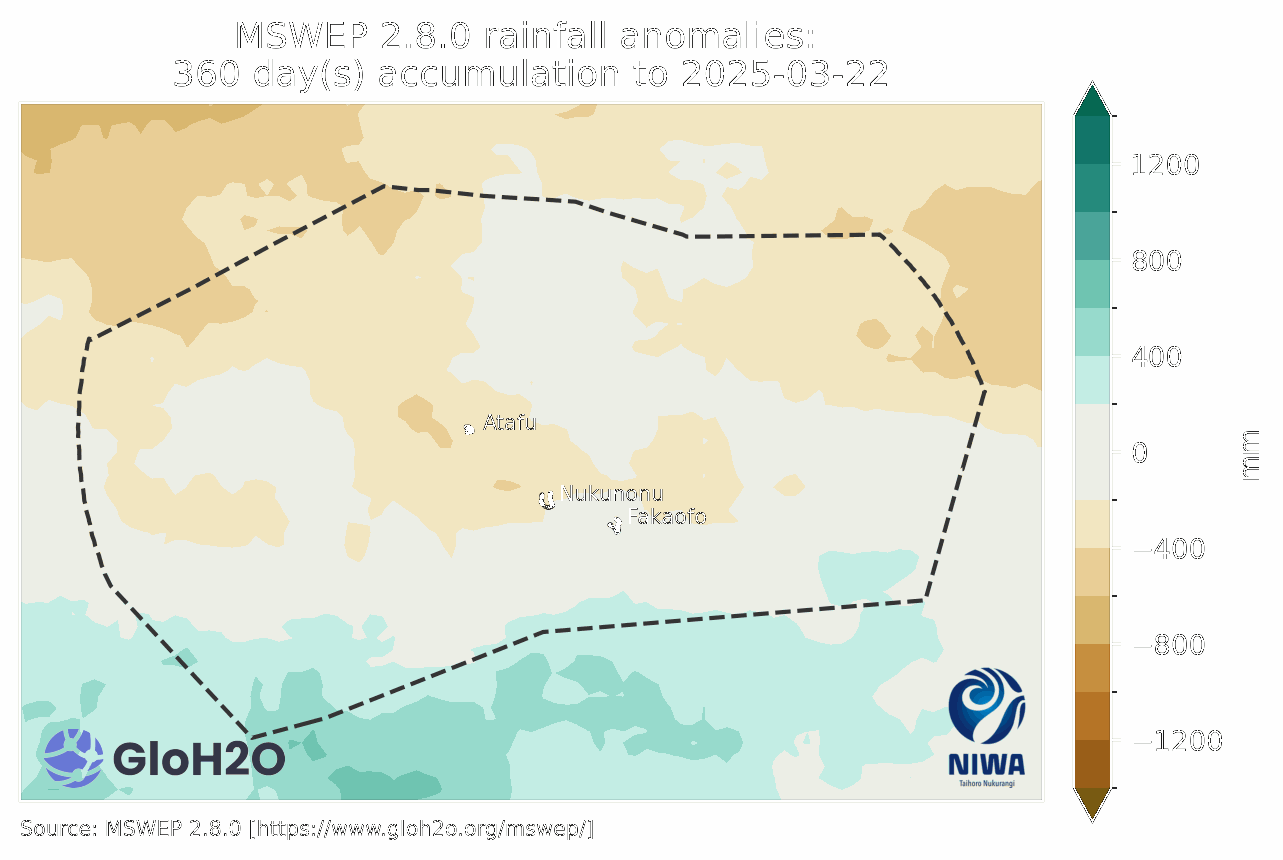 MSWEP 2.8.0 rainfall anomalies:
360 day(s) accumulation to 2025-03-22
1200
800
400
0
−400
−800
−1200
mm
Atafu
Nukunonu
Fakaofo
GloH2O
NIWA
Taihoro Nukurangi
Source: MSWEP 2.8.0 [https://www.gloh2o.org/mswep/]